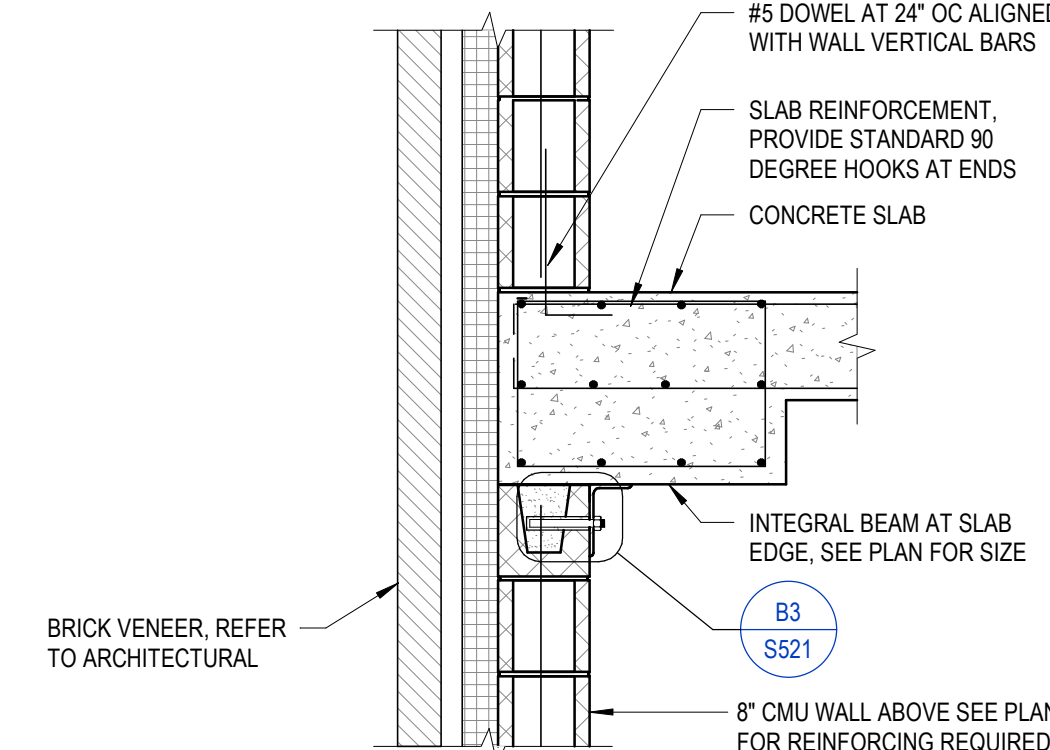 #5 DOWEL AT 24" OC ALIGNED
WITH WALL VERTICAL BARS
SLAB REINFORCEMENT,
PROVIDE STANDARD 90
DEGREE HOOKS AT ENDS
CONCRETE SLAB
INTEGRAL BEAM AT SLAB
EDGE, SEE PLAN FOR SIZE
B3
S521
BRICK VENEER, REFER
TO ARCHITECTURAL
8" CMU WALL ABOVE SEE PLAN
FOR REINFORCING REQUIRED